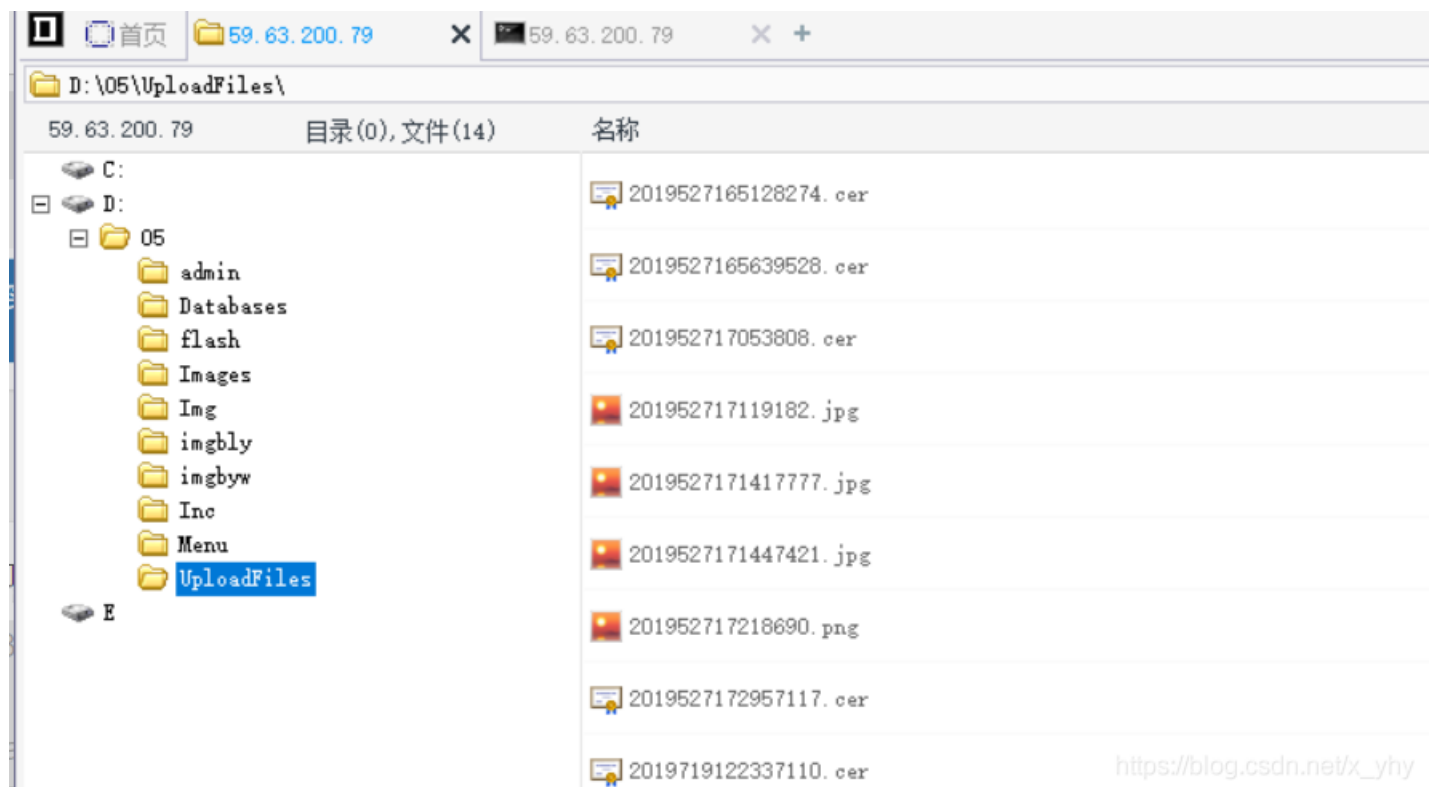 首页 59.63.200.79 59.63.200.79
D:\05\UploadFiles\
59.63.200.79 目录(0),文件(14) 名称
C:
D:
05
admin
Databases
flash
Images
Img
imgbly
imgbyw
Inc
Menu
UploadFiles
E
2019527165128274.cer
2019527165639528.cer
201952717053808.cer
201952717119182.jpg
2019527171417777.jpg
2019527171447421.jpg
201952717218690.png
2019527172957117.cer
2019719122337110.cer
https://blog.csdn.net/x_yhy